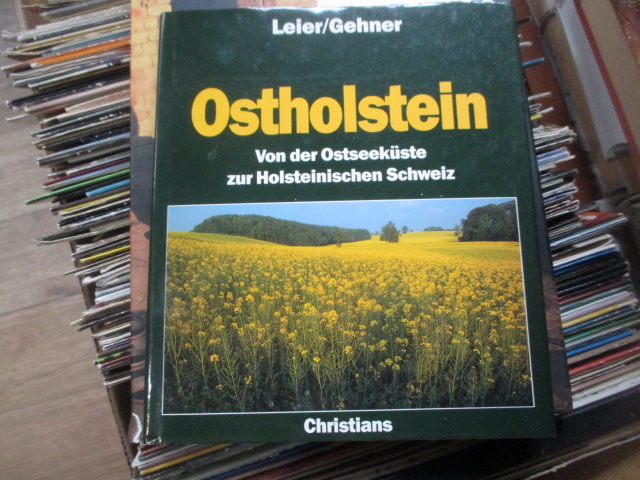 Leier/Gehner
Ostholstein
Von der Ostseeküste
zur Holsteinischen Schweiz
Christians